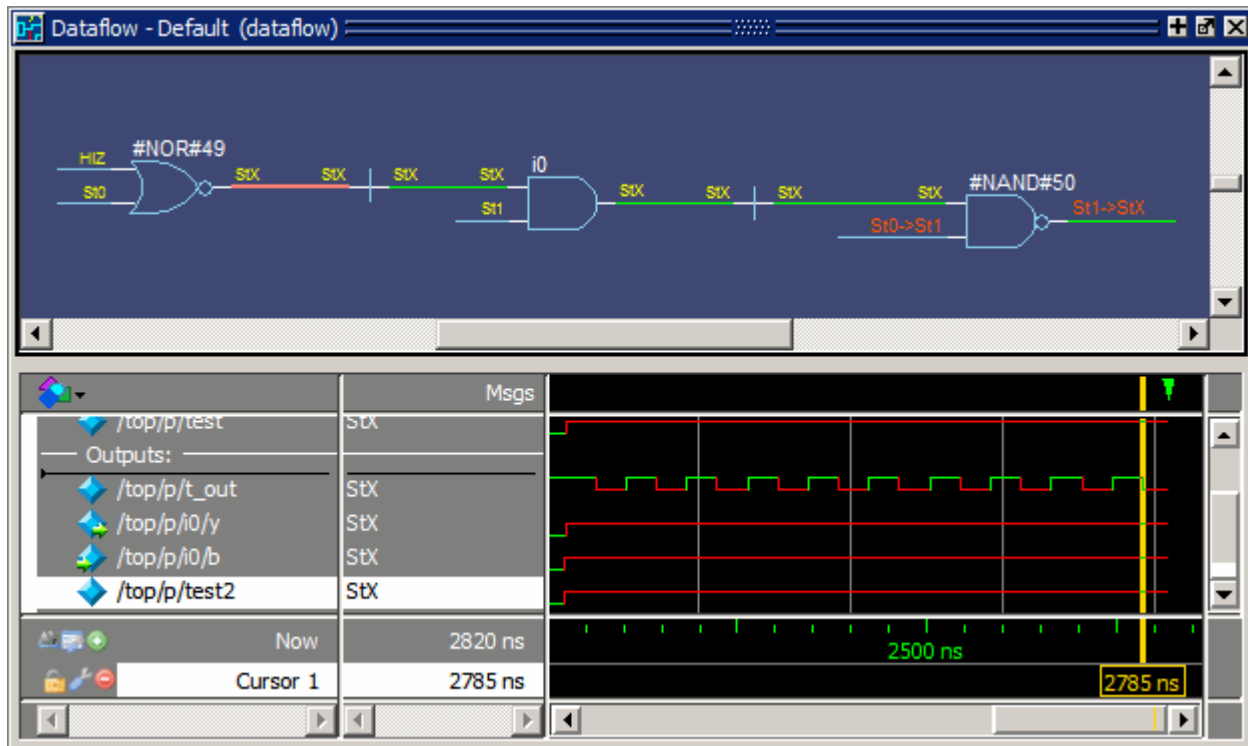 Dataflow - Default (dataflow)
#NOR#49
HiZ
St0
StX StX StX StX
i0
St1
StX StX StX StX
#NAND#50
St0->St1
St1->StX
Msgs
/top/p/test StX
Outputs:
/top/p/t_out StX
/top/p/i0/y StX
/top/p/i0/b StX
/top/p/test2 StX
Now 2820 ns 2500 ns
Cursor 1 2785 ns 2785 ns